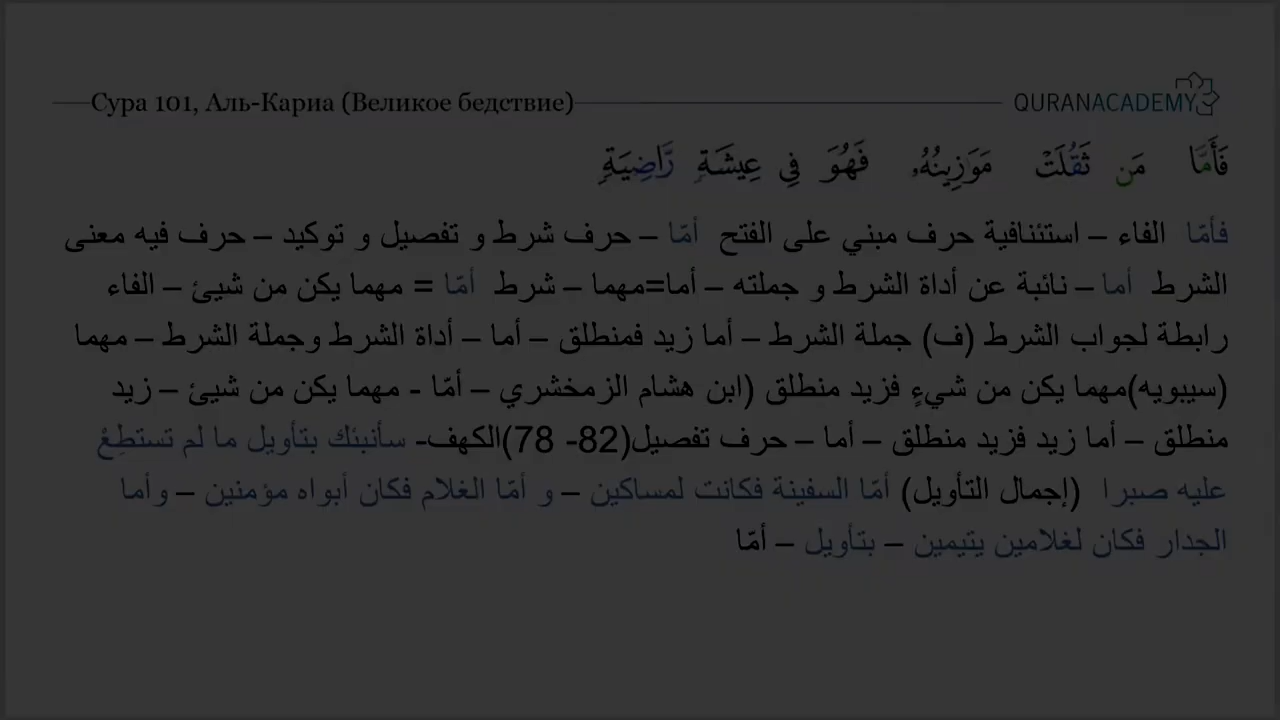 Сура 101, Аль-Кариа (Великое бедствие)
QURANACADEMY
فَأَمَّا مَن ثَقُلَتْ مَوَٰزِينُهُۥ فَهُوَ فِى عِيشَةٍ رَّاضِيَةٍ
فأمّا الفاء – استئنافية حرف مبني على الفتح أمّا – حرف شرط و تفصيل و توكيد – حرف فيه معنى
الشرط أما – نائبة عن أداة الشرط و جملته – أما=مهما – شرط أمّا = مهما يكن من شيئ – الفاء
رابطة لجواب الشرط (ف) جملة الشرط – أما زيد فمنطلق – أما – أداة الشرط وجملة الشرط – مهما
(سيبويه)مهما يكن من شيءٍ فزيد منطلق (ابن هشام الزمخشري – أمّا - مهما يكن من شيئ – زيد
منطلق – أما زيد فزيد منطلق – أما – حرف تفصيل(82- 78)الكهف- سأنبئك بتأويل ما لم تستطِعْ
عليه صبرا (إجمال التأويل) أمّا السفينة فكانت لمساكين – و أمّا الغلام فكان أبواه مؤمنين – وأما
الجدار فكان لغلامين يتيمين – بتأويل – أمّا